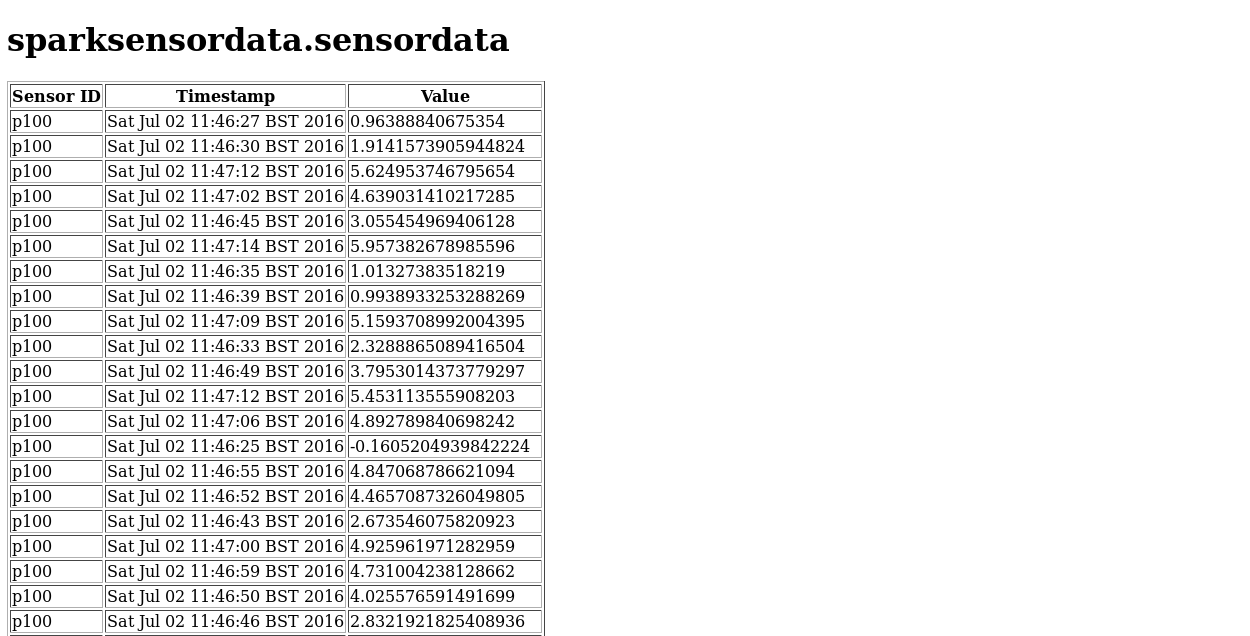 sparksensordata.sensordata
Sensor ID Timestamp Value
p100 Sat Jul 02 11:46:27 BST 2016 0.96388840675354
p100 Sat Jul 02 11:46:30 BST 2016 1.9141573905944824
p100 Sat Jul 02 11:47:12 BST 2016 5.624953746795654
p100 Sat Jul 02 11:47:02 BST 2016 4.639031410217285
p100 Sat Jul 02 11:46:45 BST 2016 3.055454969406128
p100 Sat Jul 02 11:47:14 BST 2016 5.957382678985596
p100 Sat Jul 02 11:46:35 BST 2016 1.01327383518219
p100 Sat Jul 02 11:46:39 BST 2016 0.9938933253288269
p100 Sat Jul 02 11:47:09 BST 2016 5.1593708992004395
p100 Sat Jul 02 11:46:33 BST 2016 2.3288865089416504
p100 Sat Jul 02 11:46:49 BST 2016 3.7953014373779297
p100 Sat Jul 02 11:47:12 BST 2016 5.453113555908203
p100 Sat Jul 02 11:47:06 BST 2016 4.892789840698242
p100 Sat Jul 02 11:46:25 BST 2016 -0.1605204939842224
p100 Sat Jul 02 11:46:55 BST 2016 4.847068786621094
p100 Sat Jul 02 11:46:52 BST 2016 4.4657087326049805
p100 Sat Jul 02 11:46:43 BST 2016 2.673546075820923
p100 Sat Jul 02 11:47:00 BST 2016 4.925961971282959
p100 Sat Jul 02 11:46:59 BST 2016 4.731004238128662
p100 Sat Jul 02 11:46:50 BST 2016 4.025576591491699
p100 Sat Jul 02 11:46:46 BST 2016 2.8321921825408936